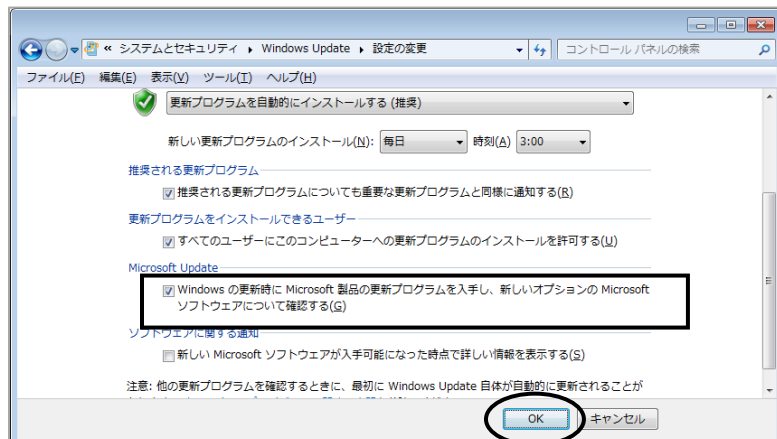 « システムとセキュリティ ▸ Windows Update ▸ 設定の変更
コントロール パネルの検索
ファイル(F) 編集(E) 表示(V) ツール(T) ヘルプ(H)
更新プログラムを自動的にインストールする (推奨)
新しい更新プログラムのインストール(N): 毎日 時刻(A) 3:00
推奨される更新プログラム
推奨される更新プログラムについても重要な更新プログラムと同様に通知する(R)
更新プログラムをインストールできるユーザー
すべてのユーザーにこのコンピューターへの更新プログラムのインストールを許可する(U)
Microsoft Update
Windows の更新時に Microsoft 製品の更新プログラムを入手し、新しいオプションの Microsoft
ソフトウェアについて確認する(G)
ソフトウェアに関する通知
新しい Microsoft ソフトウェアが入手可能になった時点で詳しい情報を表示する(S)
注意: 他の更新プログラムを確認するときに、最初に Windows Update 自体が自動的に更新されることが
OK キャンセル